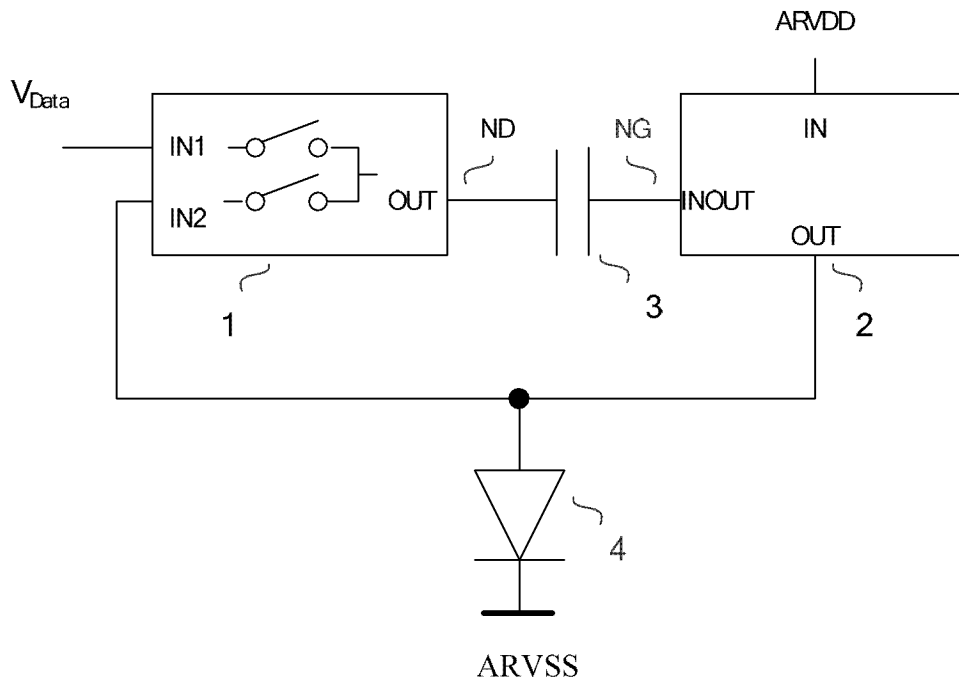 ARVDD
VData
ND
NG
IN
IN1
IN2
OUT
INOUT
OUT
1
3
2
4
ARVSS